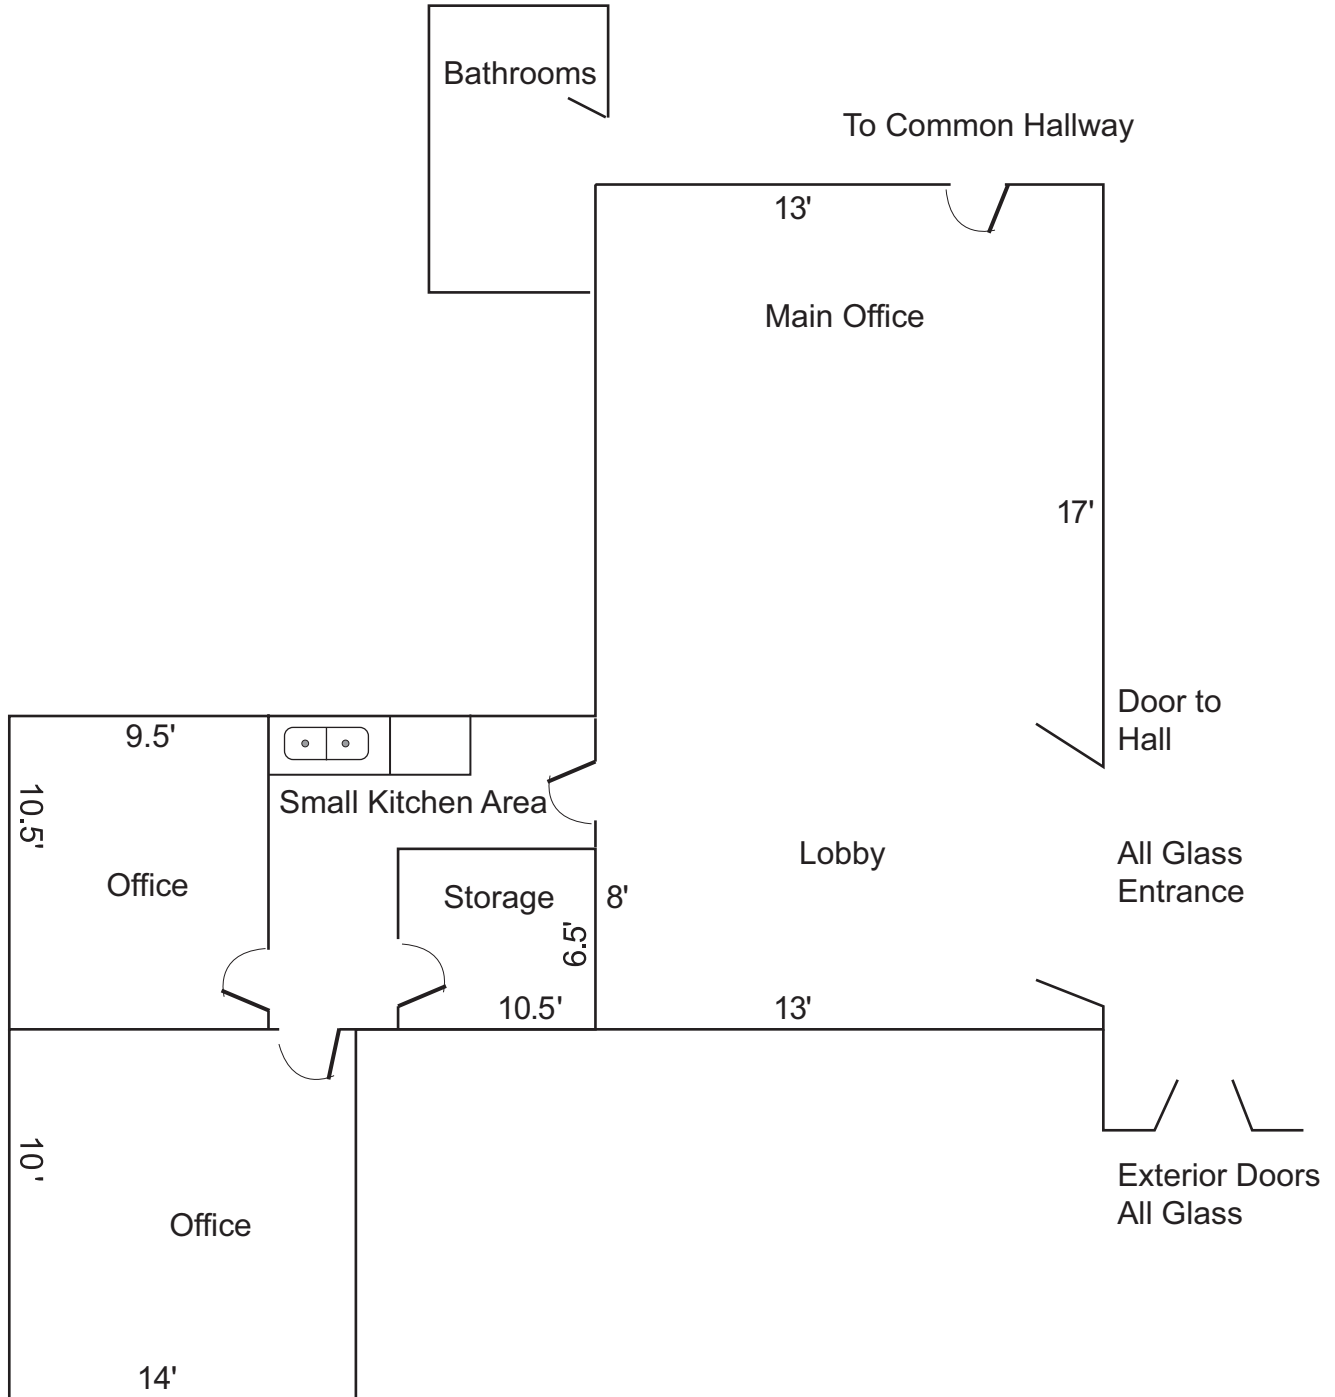 Bathrooms
To Common Hallway
13'
Main Office
17'
Door to
Hall
9.5'
10.5'
Small Kitchen Area
Office
Storage
8'
6.5'
10.5'
Lobby
13'
All Glass
Entrance
Exterior Doors
All Glass
10'
Office
14'